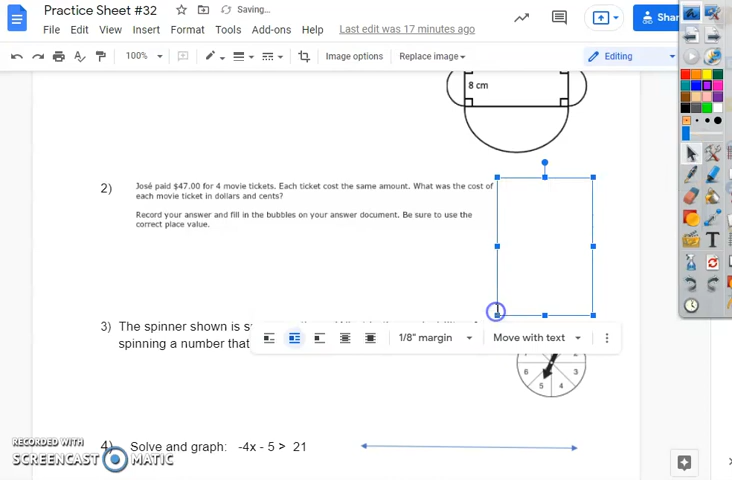 Practice Sheet #32
Saving...
File Edit View Insert Format Tools Add-ons Help Last edit was 17 minutes ago
Shar
100% Image options Replace image Editing
8 cm
2) José paid $47.00 for 4 movie tickets. Each ticket cost the same amount. What was the cost of
each movie ticket in dollars and cents?
Record your answer and fill in the bubbles on your answer document. Be sure to use the
correct place value.
3) The spinner shown is
spinning a number that
1/8" margin Move with text
6 5 4 3
4) Solve and graph: -4x - 5 > 21
RECORDED WITH
SCREENCAST MATIC